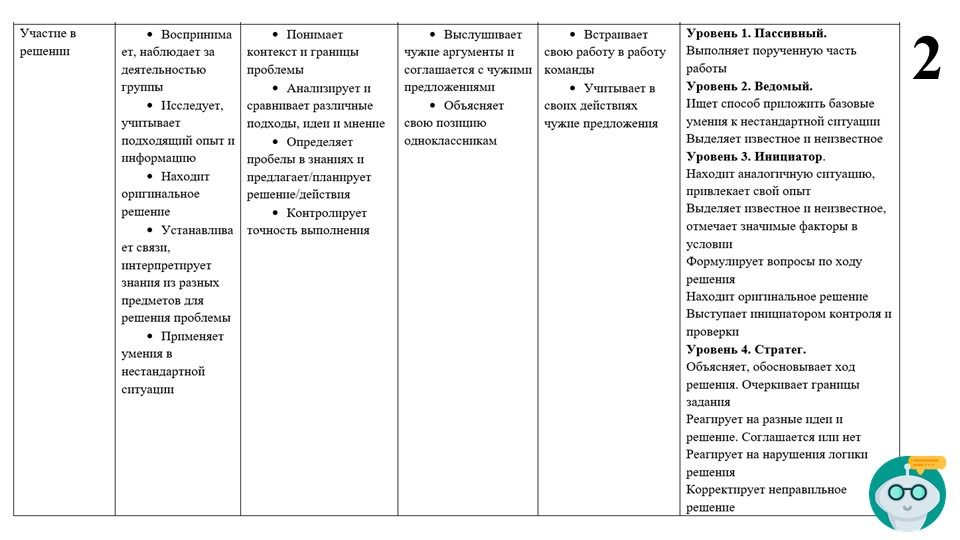 Участие в
решении
• Воспринима
ет, наблюдает за
деятельностью
группы
• Исследует,
учитывает
подходящий опыт и
информацию
• Находит
оригинальное
решение
• Устанавлива
ет связи,
интерпретирует
знания из разных
предметов для
решения проблемы
• Применяет
умения в
нестандартной
ситуации
• Понимает
контекст и границы
проблемы
• Анализирует и
сравнивает различные
подходы, идеи и мнение
• Определяет
пробелы в знаниях и
предлагает/планирует
решение/действия
• Контролирует
точность выполнения
• Выслушивает
чужие аргументы и
соглашается с чужими
предложениями
• Объясняет
свою позицию
одноклассникам
• Встраивает
свою работу в работу
команды
• Учитывает в
своих действиях
чужие предложения
Уровень 1. Пассивный.
Выполняет порученную часть
работы
Уровень 2. Ведомый.
Ищет способ приложить базовые
умения к нестандартной ситуации
Выделяет известное и неизвестное
Уровень 3. Инициатор.
Находит аналогичную ситуацию,
привлекает свой опыт
Выделяет известное и неизвестное,
отмечает значимые факторы в
условии
Формулирует вопросы по ходу
решения
Находит оригинальное решение
Выступает инициатором контроля и
проверки
Уровень 4. Стратег.
Объясняет, обосновывает ход
решения. Очеркивает границы
задания
Реагирует на разные идеи и
решение. Соглашается или нет
Реагирует на нарушения логики
решения
Корректирует неправильное
решение
2